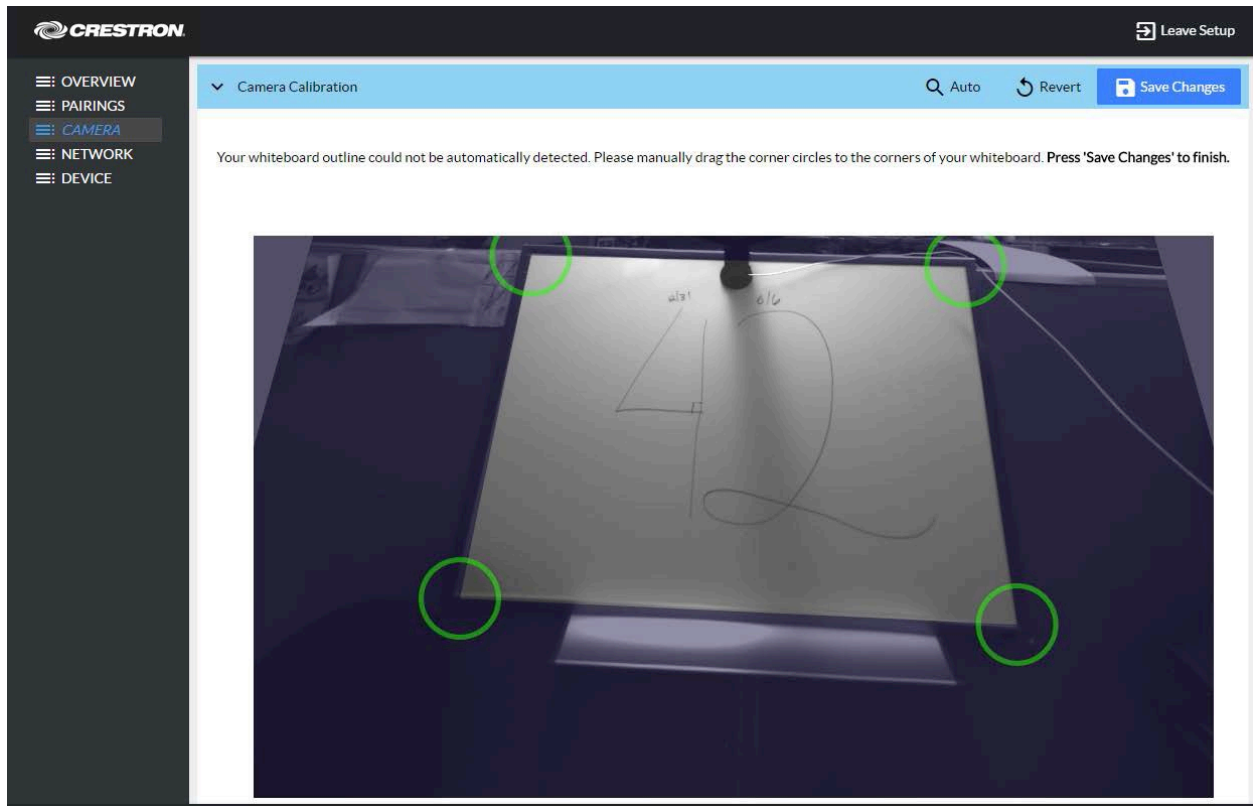 CRESTRON
Leave Setup
OVERVIEW
PAIRINGS
CAMERA
NETWORK
DEVICE
Camera Calibration
Auto
Revert
Save Changes
Your whiteboard outline could not be automatically detected. Please manually drag the corner circles to the corners of your whiteboard. Press 'Save Changes' to finish.
42